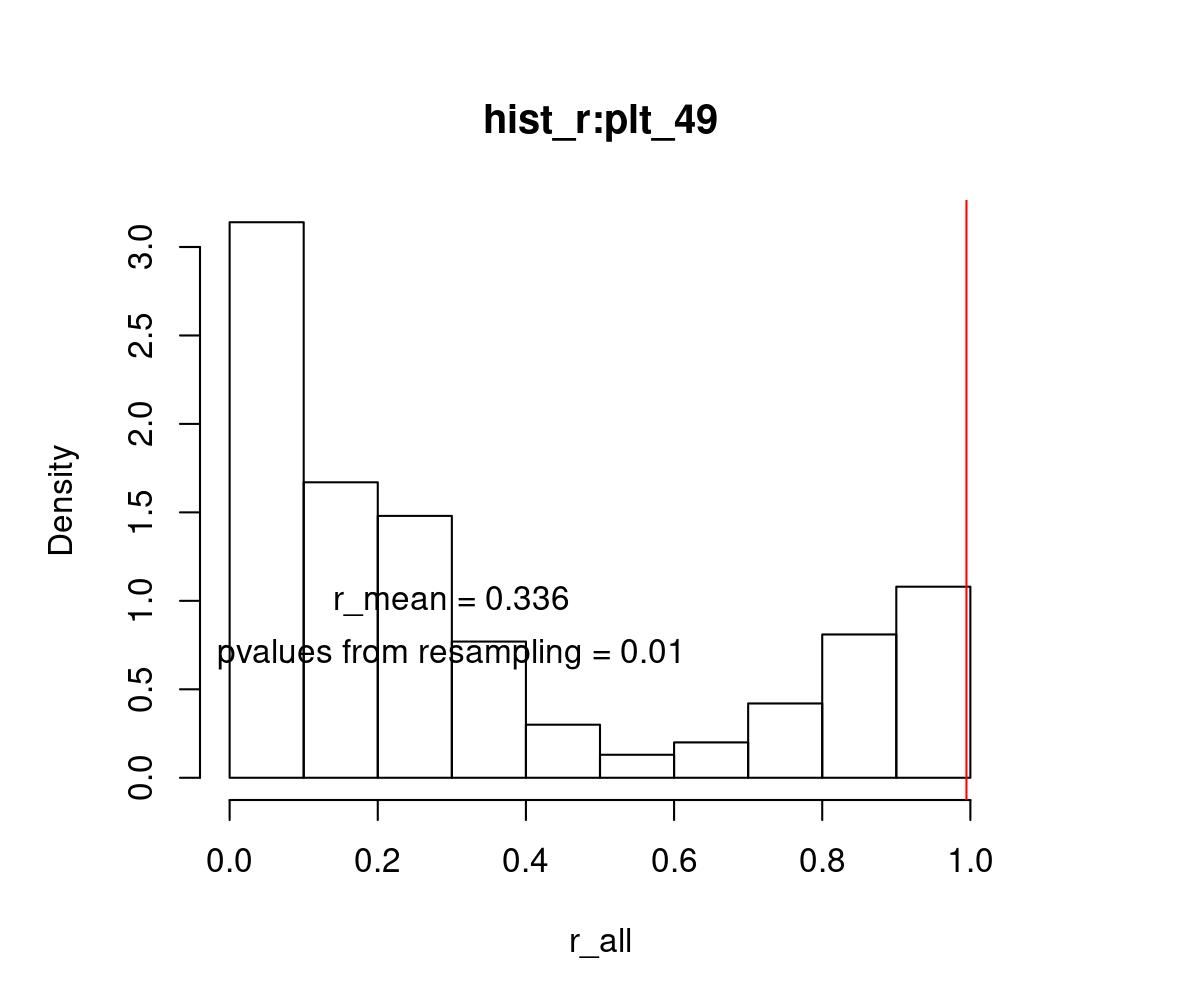 hist_r:plt_49
Density
3.0
2.5
2.0
1.5
1.0
0.5
0.0
r_mean = 0.336
pvalues from resampling = 0.01
0.0 0.2 0.4 0.6 0.8 1.0
r_all